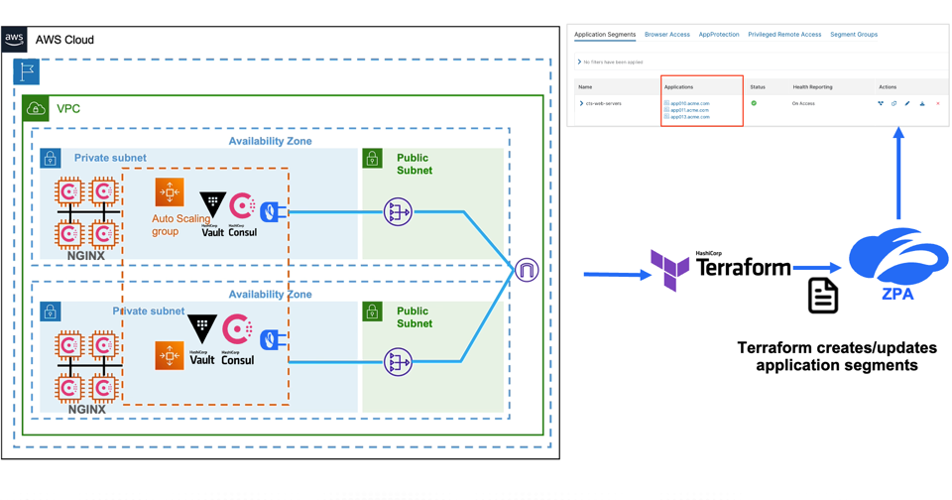 aws
AWS Cloud
VPC
Availability Zone
Private subnet
Public
Subnet
Auto Scaling
group
HashiCorp
Vault
HashiCorp
Consul
NGINX
Availability Zone
Private subnet
Public
Subnet
HashiCorp
Vault
HashiCorp
Consul
NGINX
Application Segments Browser Access AppProtection Privileged Remote Access Segment Groups
No filters have been applied
Name Applications Status Health Reporting Actions
cts-web-servers app010.acme.com On Access
app011.acme.com
app013.acme.com
HashiCorp
Terraform
ZPA
Terraform creates/updates
application segments